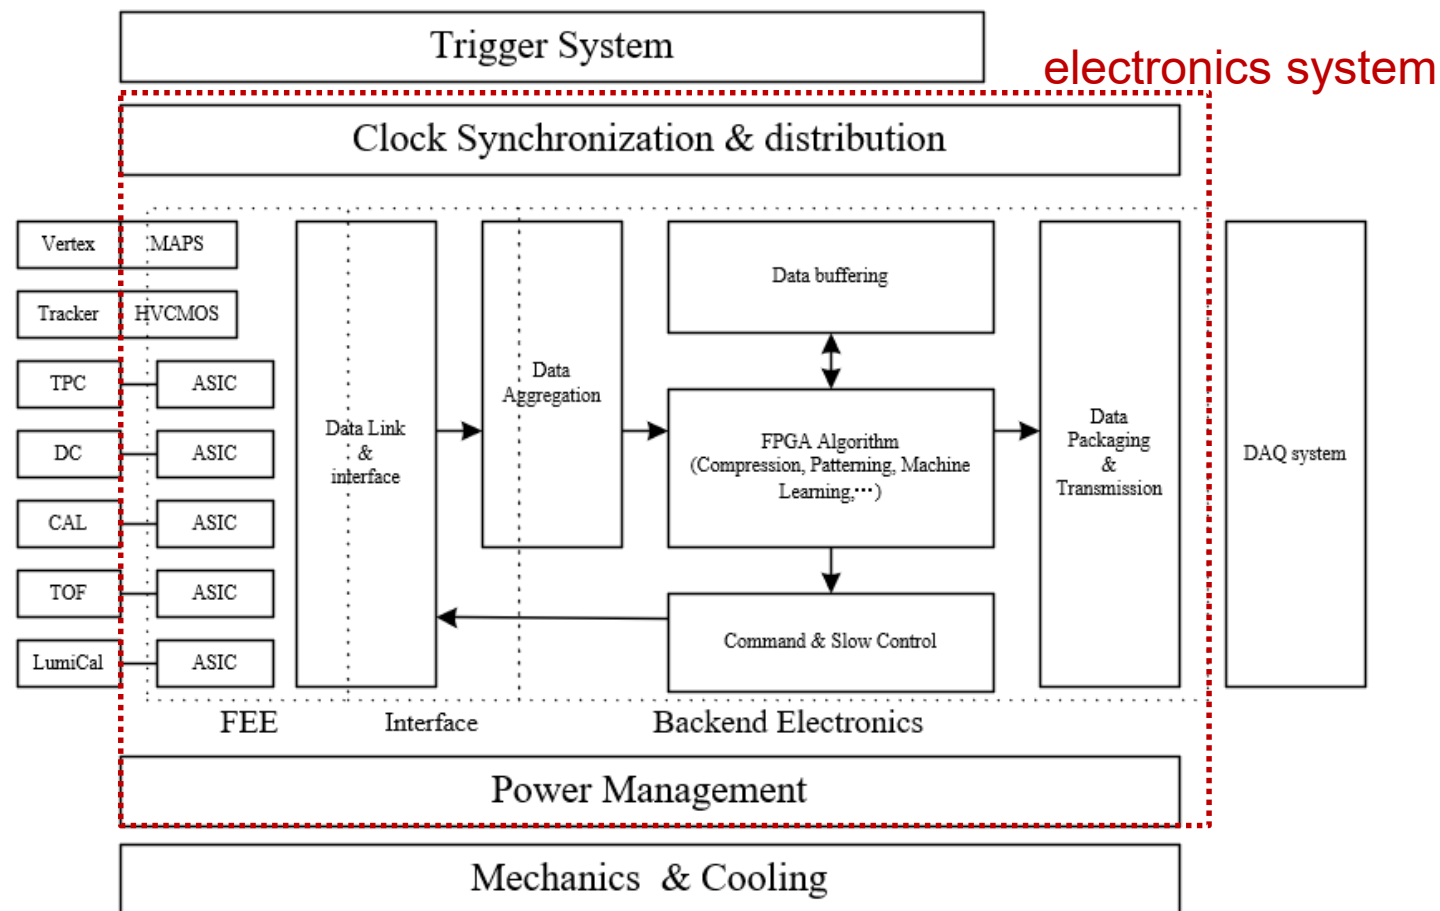 Trigger System
electronics system
Clock Synchronization & distribution
Vertex
MAPS
Tracker
HVCMOS
TPC
ASIC
DC
ASIC
CAL
ASIC
TOF
ASIC
LumiCal
ASIC
Data Link
&
interface
Data
Aggregation
Data buffering
FPGA Algorithm
(Compression, Patterning, Machine
Learning,…)
Command & Slow Control
Data
Packaging
&
Transmission
DAQ system
FEE
Interface
Backend Electronics
Power Management
Mechanics & Cooling